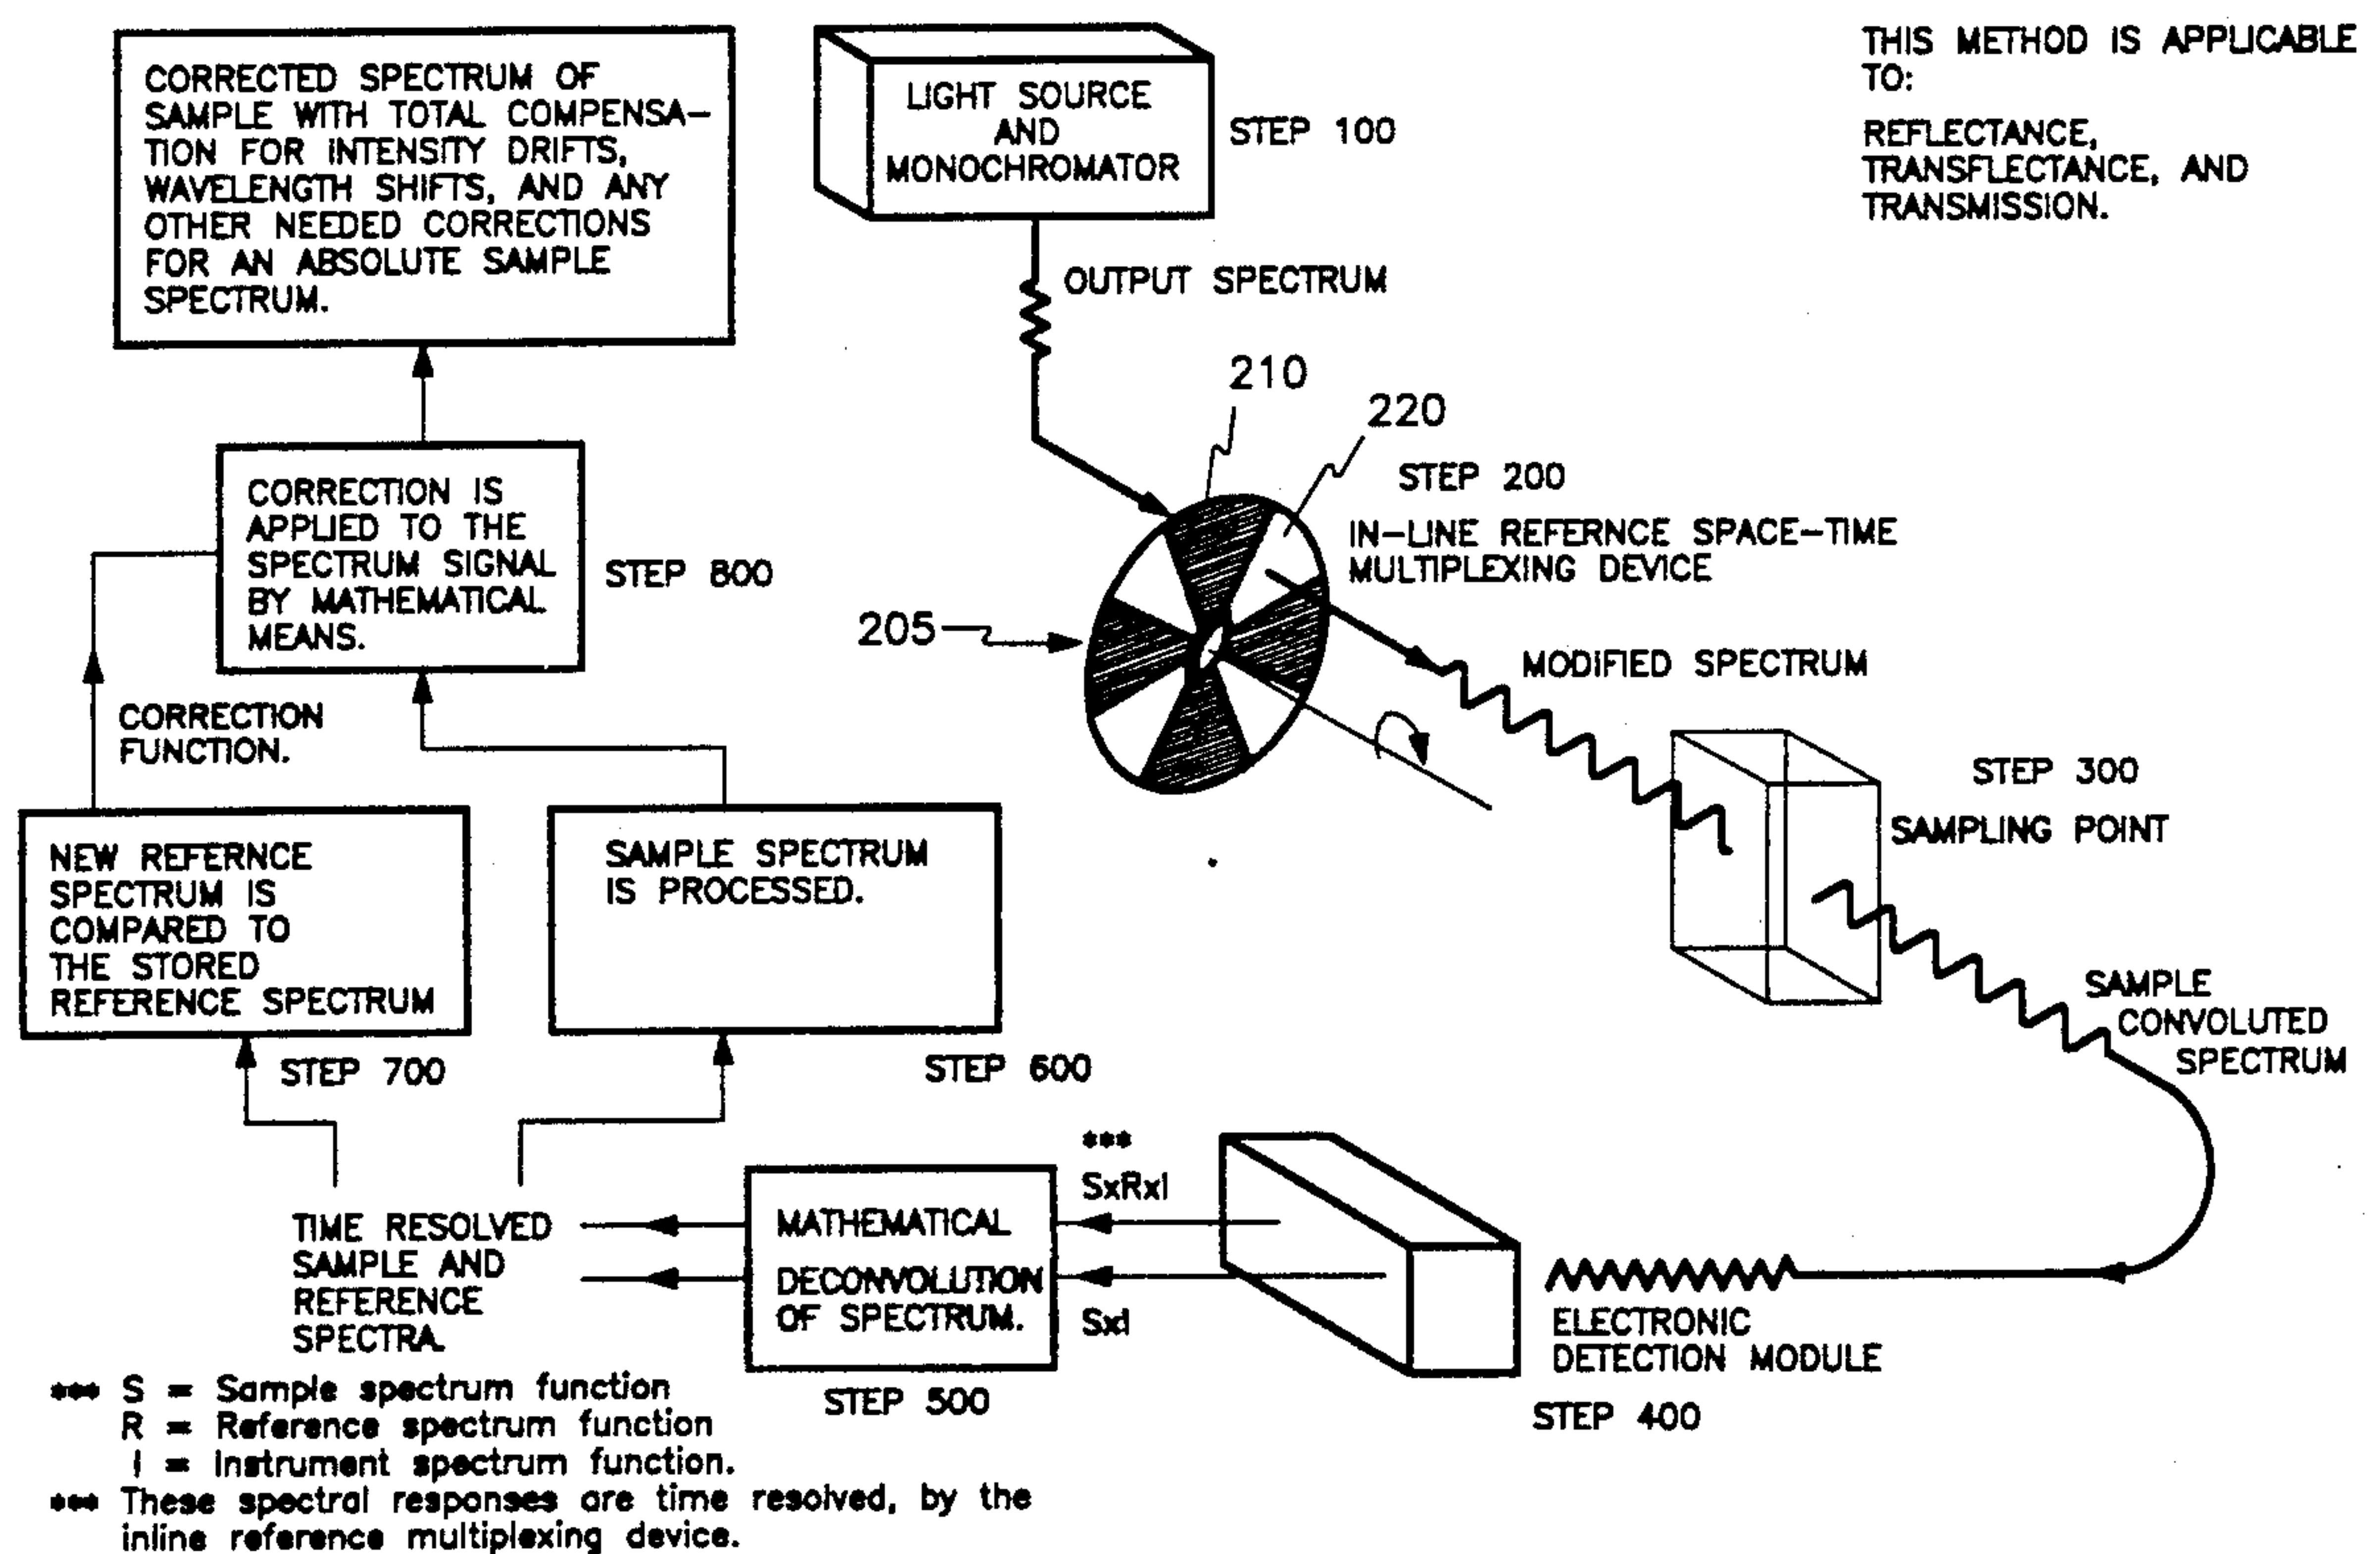 CORRECTED SPECTRUM OF
SAMPLE WITH TOTAL COMPENSA-
TION FOR INTENSITY DRIFTS,
WAVELENGTH SHIFTS, AND ANY
OTHER NEEDED CORRECTIONS
FOR AN ABSOLUTE SAMPLE
SPECTRUM.
LIGHT SOURCE
AND
MONOCHROMATOR
STEP 100
THIS METHOD IS APPLICABLE
TO:
REFLECTANCE,
TRANSFLECTANCE, AND
TRANSMISSION.
OUTPUT SPECTRUM
210
220
STEP 200
IN-LINE REFERNCE SPACE-TIME
MULTIPLEXING DEVICE
205
CORRECTION IS
APPLIED TO THE
SPECTRUM SIGNAL
BY MATHEMATICAL
MEANS.
STEP 800
MODIFIED SPECTRUM
CORRECTION
FUNCTION.
STEP 300
SAMPLING POINT
NEW REFERNCE
SPECTRUM IS
COMPARED TO
THE STORED
REFERENCE SPECTRUM
STEP 700
SAMPLE SPECTRUM
IS PROCESSED.
STEP 600
SAMPLE
CONVOLUTED
SPECTRUM
***
SxRxI
SxI
MATHEMATICAL
DECONVOLUTION
OF SPECTRUM.
STEP 500
TIME RESOLVED
SAMPLE AND
REFERENCE
SPECTRA.
ELECTRONIC
DETECTION MODULE
STEP 400
*** S = Sample spectrum function
R = Reference spectrum function
I = Instrument spectrum function.
*** These spectral responses are time resolved, by the
inline reference multiplexing device.